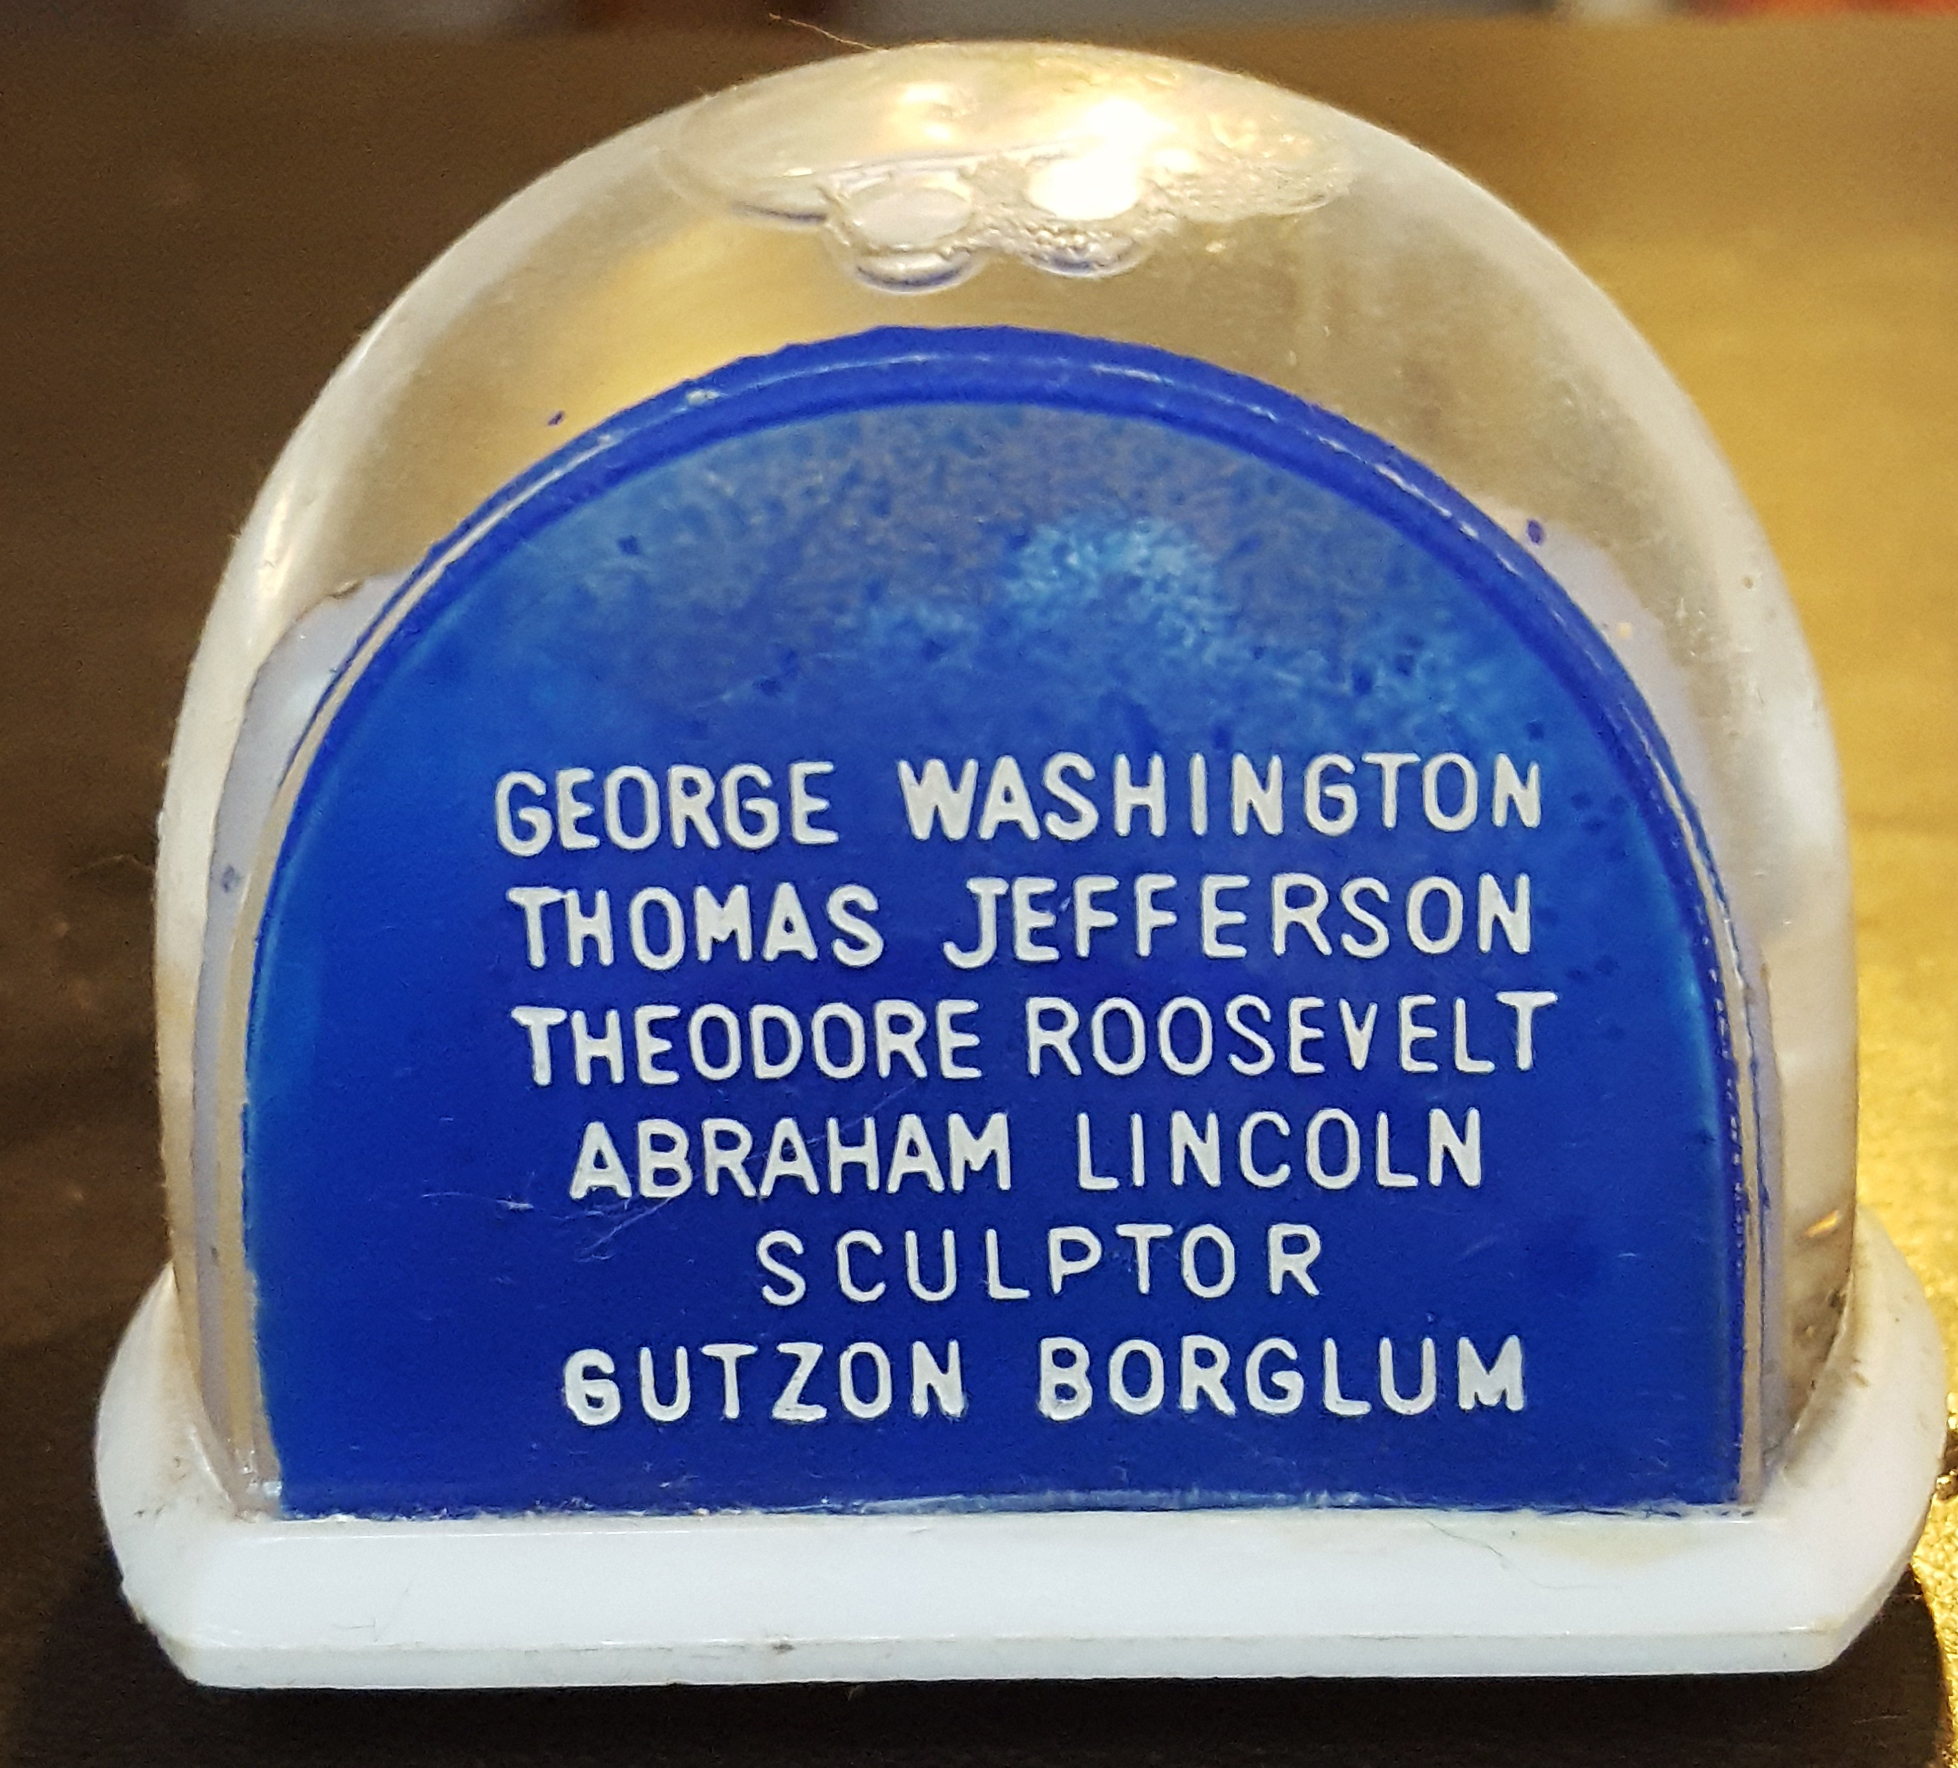 GEORGE WASHINGTON
THOMAS JEFFERSON
THEODORE ROOSEVELT
ABRAHAM LINCOLN
SCULPTOR
GUTZON BORGLUM